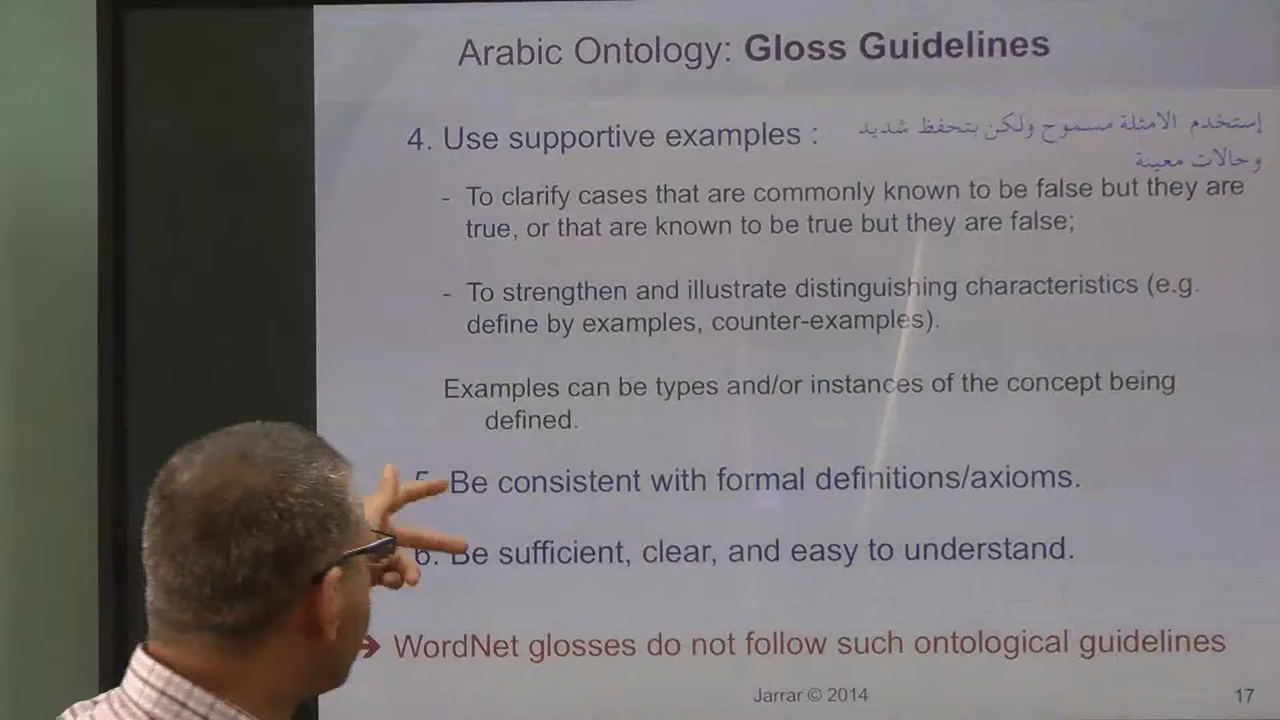 Arabic Ontology: Gloss Guidelines
4. Use supportive examples :
إستخدم الامثلة مسموح ولكن بتحفظ شديد
وحالات معينة
- To clarify cases that are commonly known to be false but they are
true, or that are known to be true but they are false;
- To strengthen and illustrate distinguishing characteristics (e.g.
define by examples, counter-examples).
Examples can be types and/or instances of the concept being
defined.
5. Be consistent with formal definitions/axioms.
6. Be sufficient, clear, and easy to understand.
➔ WordNet glosses do not follow such ontological guidelines
Jarrar © 2014
17